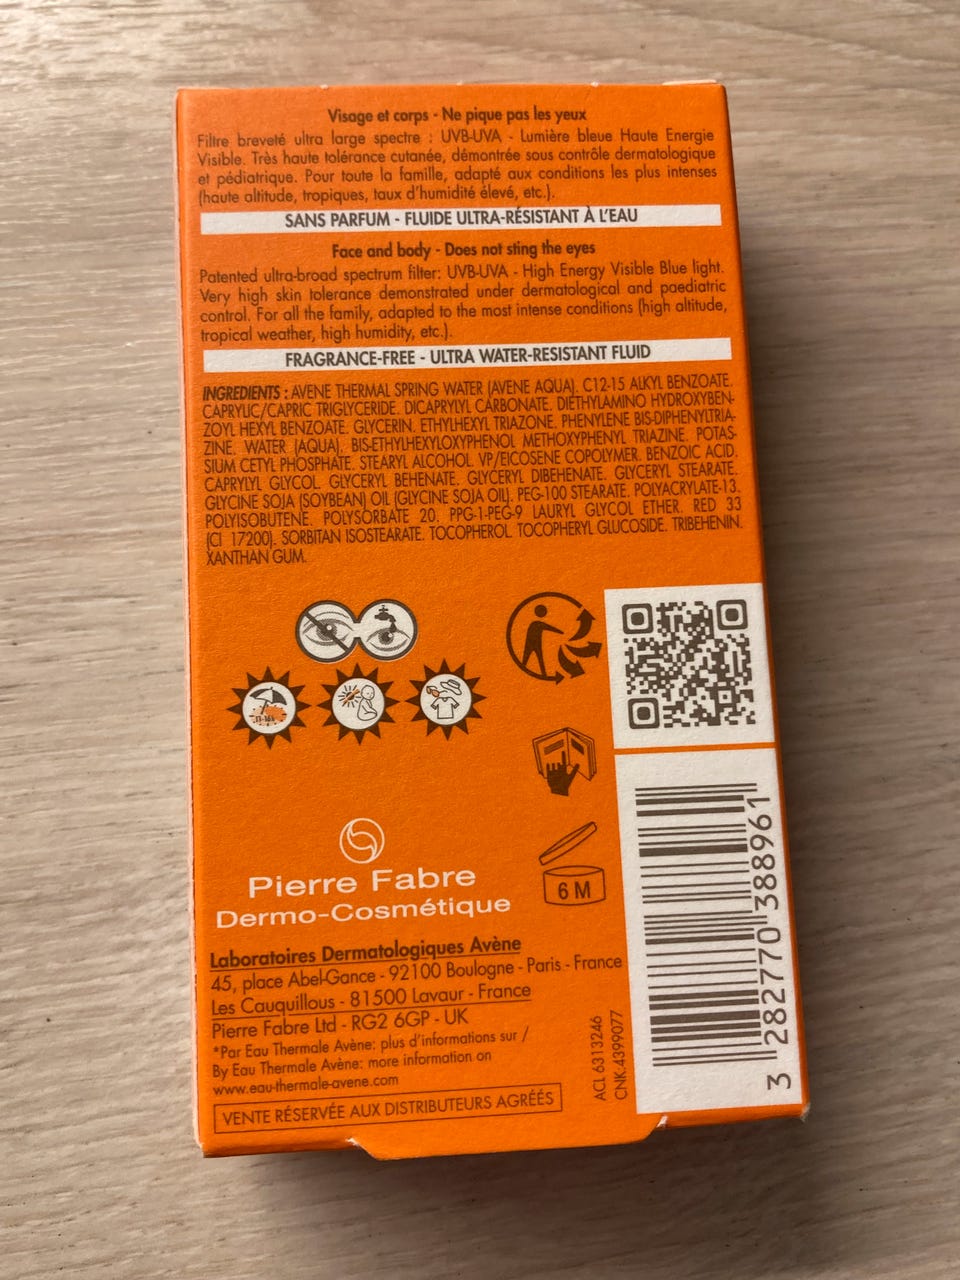 Visage et corps - Ne pique pas les yeux
Filtre breveté ultra large spectre : UVB-UVA - Lumière bleue Haute Energie
Visible. Très haute tolérance cutanée, démontrée sous contrôle dermatologique
et pédiatrique. Pour toute la famille, adapté aux conditions les plus intenses
(haute altitude, tropiques, taux d'humidité élevé, etc.).
SANS PARFUM - FLUIDE ULTRA-RÉSISTANT À L'EAU
Face and body - Does not sting the eyes
Patented ultra-broad spectrum filter: UVB-UVA - High Energy Visible Blue light.
Very high skin tolerance demonstrated under dermatological and paediatric
control. For all the family, adapted to the most intense conditions (high altitude,
tropical weather, high humidity, etc.).
FRAGRANCE-FREE - ULTRA WATER-RESISTANT FLUID
INGREDIENTS : AVENE THERMAL SPRING WATER (AVENE AQUA). C12-15 ALKYL BENZOATE.
CAPRYLIC/CAPRIC TRIGLYCERIDE. DICAPRYLYL CARBONATE. DIETHYLAMINO HYDROXYBEN-
ZOYL HEXYL BENZOATE. GLYCERIN. ETHYLHEXYL TRIAZONE. PHENYLENE BIS-DIPHENYLTRIA-
ZINE. WATER (AQUA). BIS-ETHYLHEXYLOXYPHENOL METHOXYPHENYL TRIAZINE. POTAS-
SIUM CETYL PHOSPHATE. STEARYL ALCOHOL. VP/EICOSENE COPOLYMER. BENZOIC ACID.
CAPRYLYL GLYCOL. GLYCERYL BEHENATE. GLYCERYL DIBEHENATE. GLYCERYL STEARATE.
GLYCINE SOJA (SOYBEAN) OIL (GLYCINE SOJA OIL). PEG-100 STEARATE. POLYACRYLATE-13.
POLYISOBUTENE. POLYSORBATE 20. PPG-1-PEG-9 LAURYL GLYCOL ETHER. RED 33
(CI 17200). SORBITAN ISOSTEARATE. TOCOPHEROL. TOCOPHERYL GLUCOSIDE. TRIBEHENIN.
XANTHAN GUM.
6 M
Pierre Fabre
Dermo-Cosmétique
Laboratoires Dermatologiques Avène
45, place Abel-Gance - 92100 Boulogne - Paris - France
Les Cauquillous - 81500 Lavaur - France
Pierre Fabre Ltd - RG2 6GP - UK
*Par Eau Thermale Avène: plus d'informations sur /
By Eau Thermale Avène: more information on
www.eau-thermale-avene.com
VENTE RÉSERVÉE AUX DISTRIBUTEURS AGRÉÉS
ACL 6313246
CNK:4399077
3 282770 388961